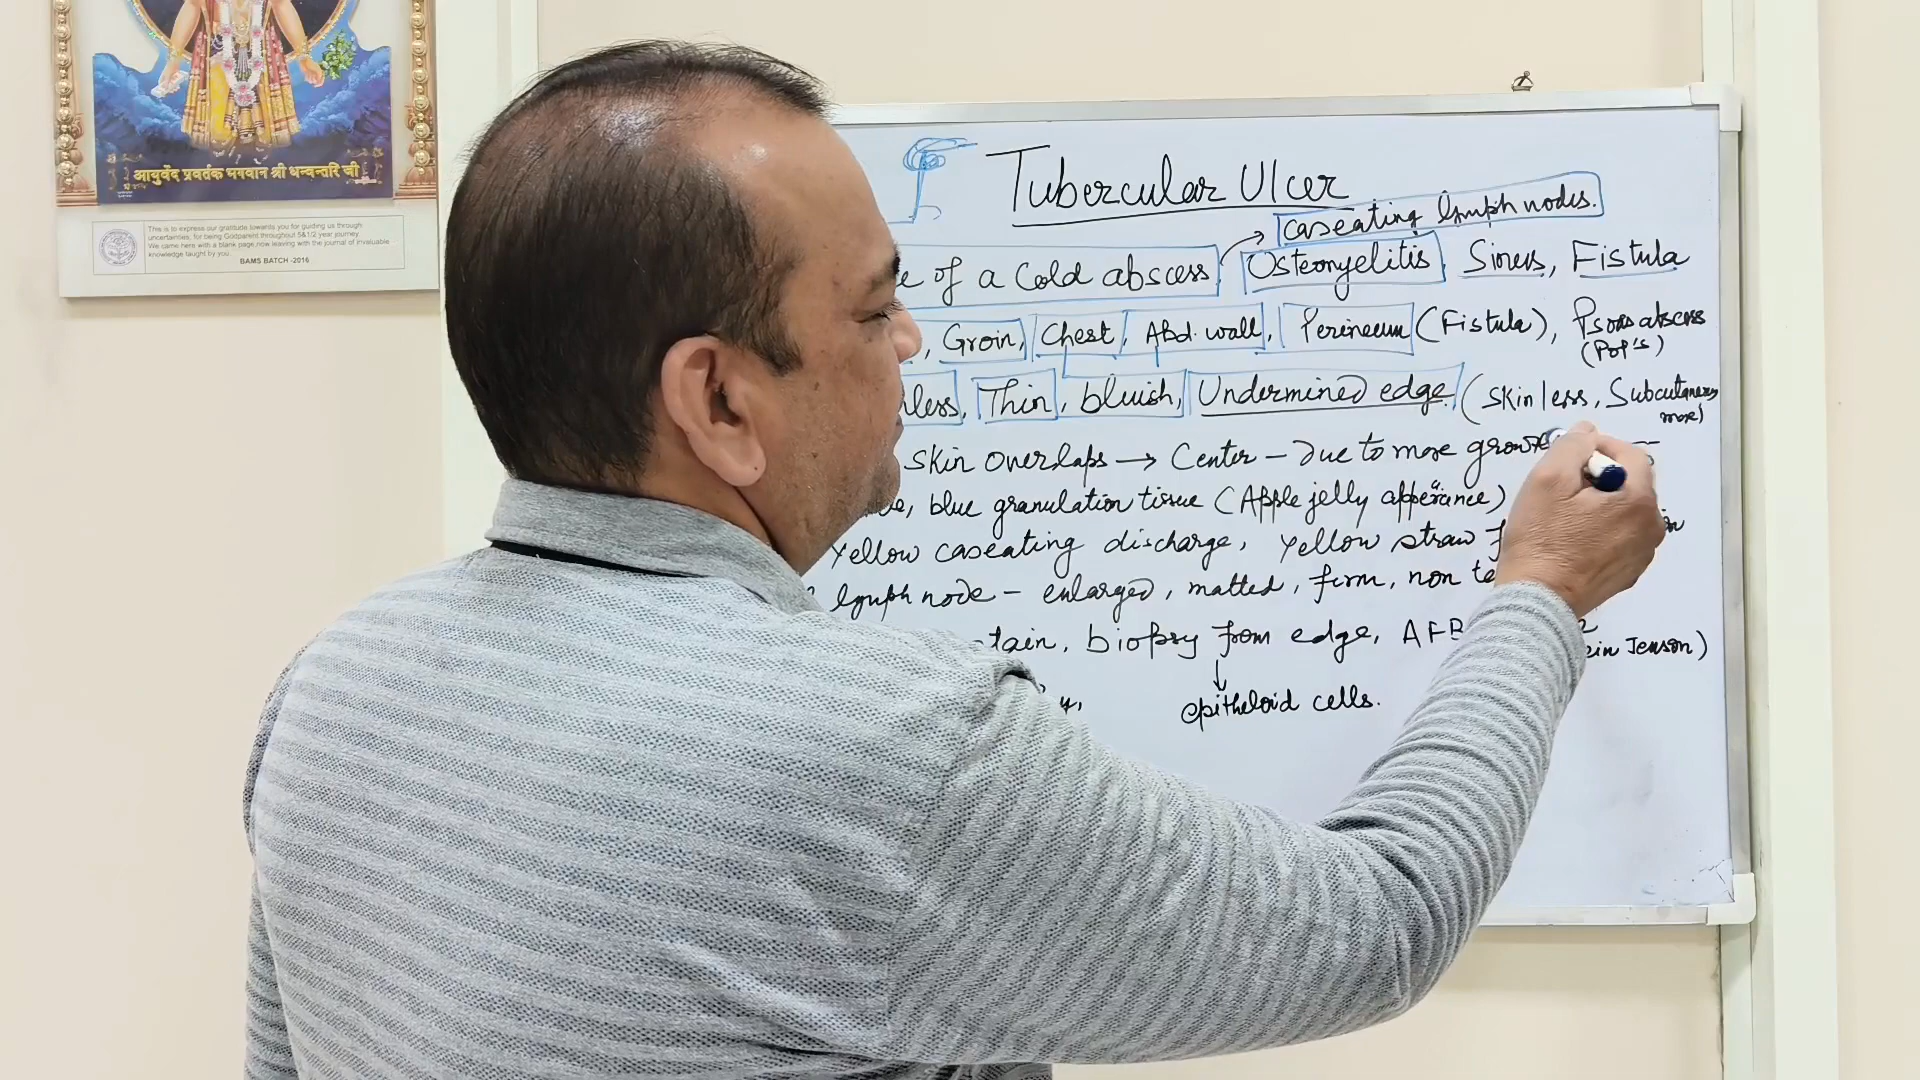 आयुर्वेद प्रवर्तक भगवान श्री धन्वन्तरि जी
This is to express our gratitude towards you for guiding us through
uncertainties, for being Godparent throughout 5&1/2 year journey.
We came here with a blank page, now leaving with the journal of invaluable
knowledge taught by you.
BAMS BATCH -2016
Tubercular Ulcer
caseating lymph nodes.
of a Cold abscess Osteomyelitis Sinus, Fistula
, Groin, Chest, Abd. wall, Perineum (Fistula), Psoas abscess
(Pop's)
less, Thin, bluish, Undermined edge (Skin less, Subcutaneous
more)
Skin overlaps → Center - Due to more
, blue granulation tissue (Apple jelly
Yellow caseating discharge, yellow straw
lymph node - enlarged, matted, firm, non
biopsy from edge, AFB
Jenson)
↓
epitheloid cells.